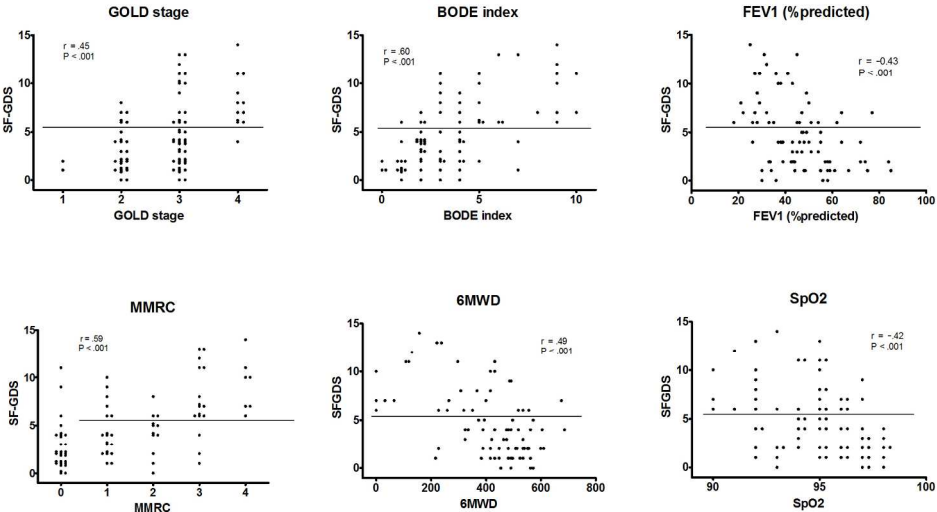 GOLD stage
15
10
5
0
SF-GDS
r = .45
P < .001
1 2 3 4
GOLD stage
BODE index
15
10
5
0
SF-GDS
r = .60
P < .001
0 5 10
BODE index
FEV1 (%predicted)
15
10
5
0
SF-GDS
r = -0.43
P < .001
0 20 40 60 80 100
FEV1 (%predicted)
MMRC
15
10
5
0
SF-GDS
r = .59
P < .001
0 1 2 3 4
MMRC
6MWD
15
10
5
0
SFGDS
r = .49
P < .001
0 200 400 600 800
6MWD
SpO2
15
10
5
0
SFGDS
r = -.42
P < .001
90 95 100
SpO2